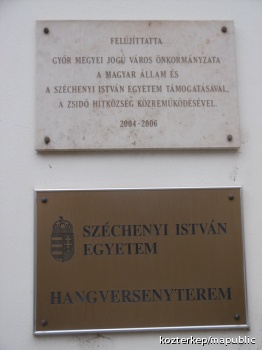 FELÚJÍTTATTA
GYŐR MEGYEI JOGÚ VÁROS ÖNKORMÁNYZATA
A MAGYAR ÁLLAM ÉS
A SZÉCHENYI ISTVÁN EGYETEM TÁMOGATÁSÁVAL,
A ZSIDÓ HITKÖZSÉG KÖZREMŰKÖDÉSÉVEL.
2004-2006
SZÉCHENYI ISTVÁN
EGYETEM
HANGVERSENYTEREM
kozterkep/mapublic